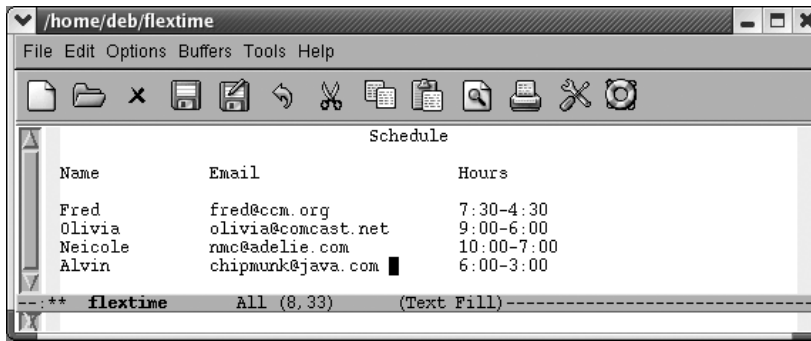 /home/deb/flextime
File Edit Options Buffers Tools Help
Schedule
Name Email Hours
Fred fred@ccm.org 7:30-4:30
Olivia olivia@comcast.net 9:00-6:00
Neicole nmc@adelie.com 10:00-7:00
Alvin chipmunk@java.com 6:00-3:00
--:** flextime All (8,33) (Text Fill)-------------------------------